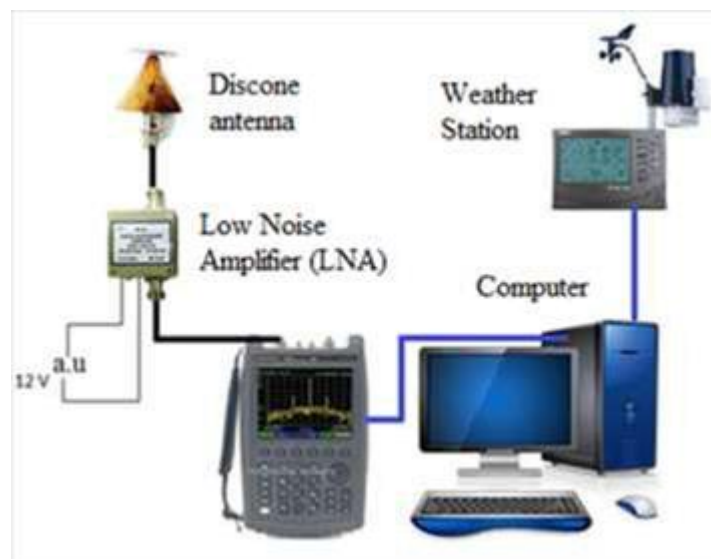 Discone
antenna
Weather
Station
Low Noise
Amplifier (LNA)
Computer
12 V
a.u